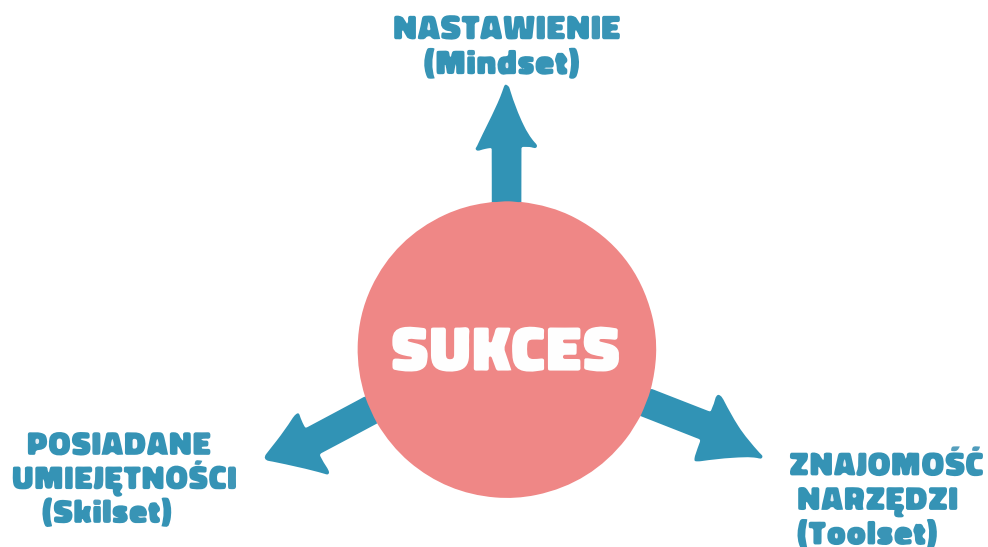 NASTAWIENIE
(Mindset)
SUKCES
POSIADANE
UMIEJĘTNOŚCI
(Skilset)
ZNAJOMOŚĆ
NARZĘDZI
(Toolset)